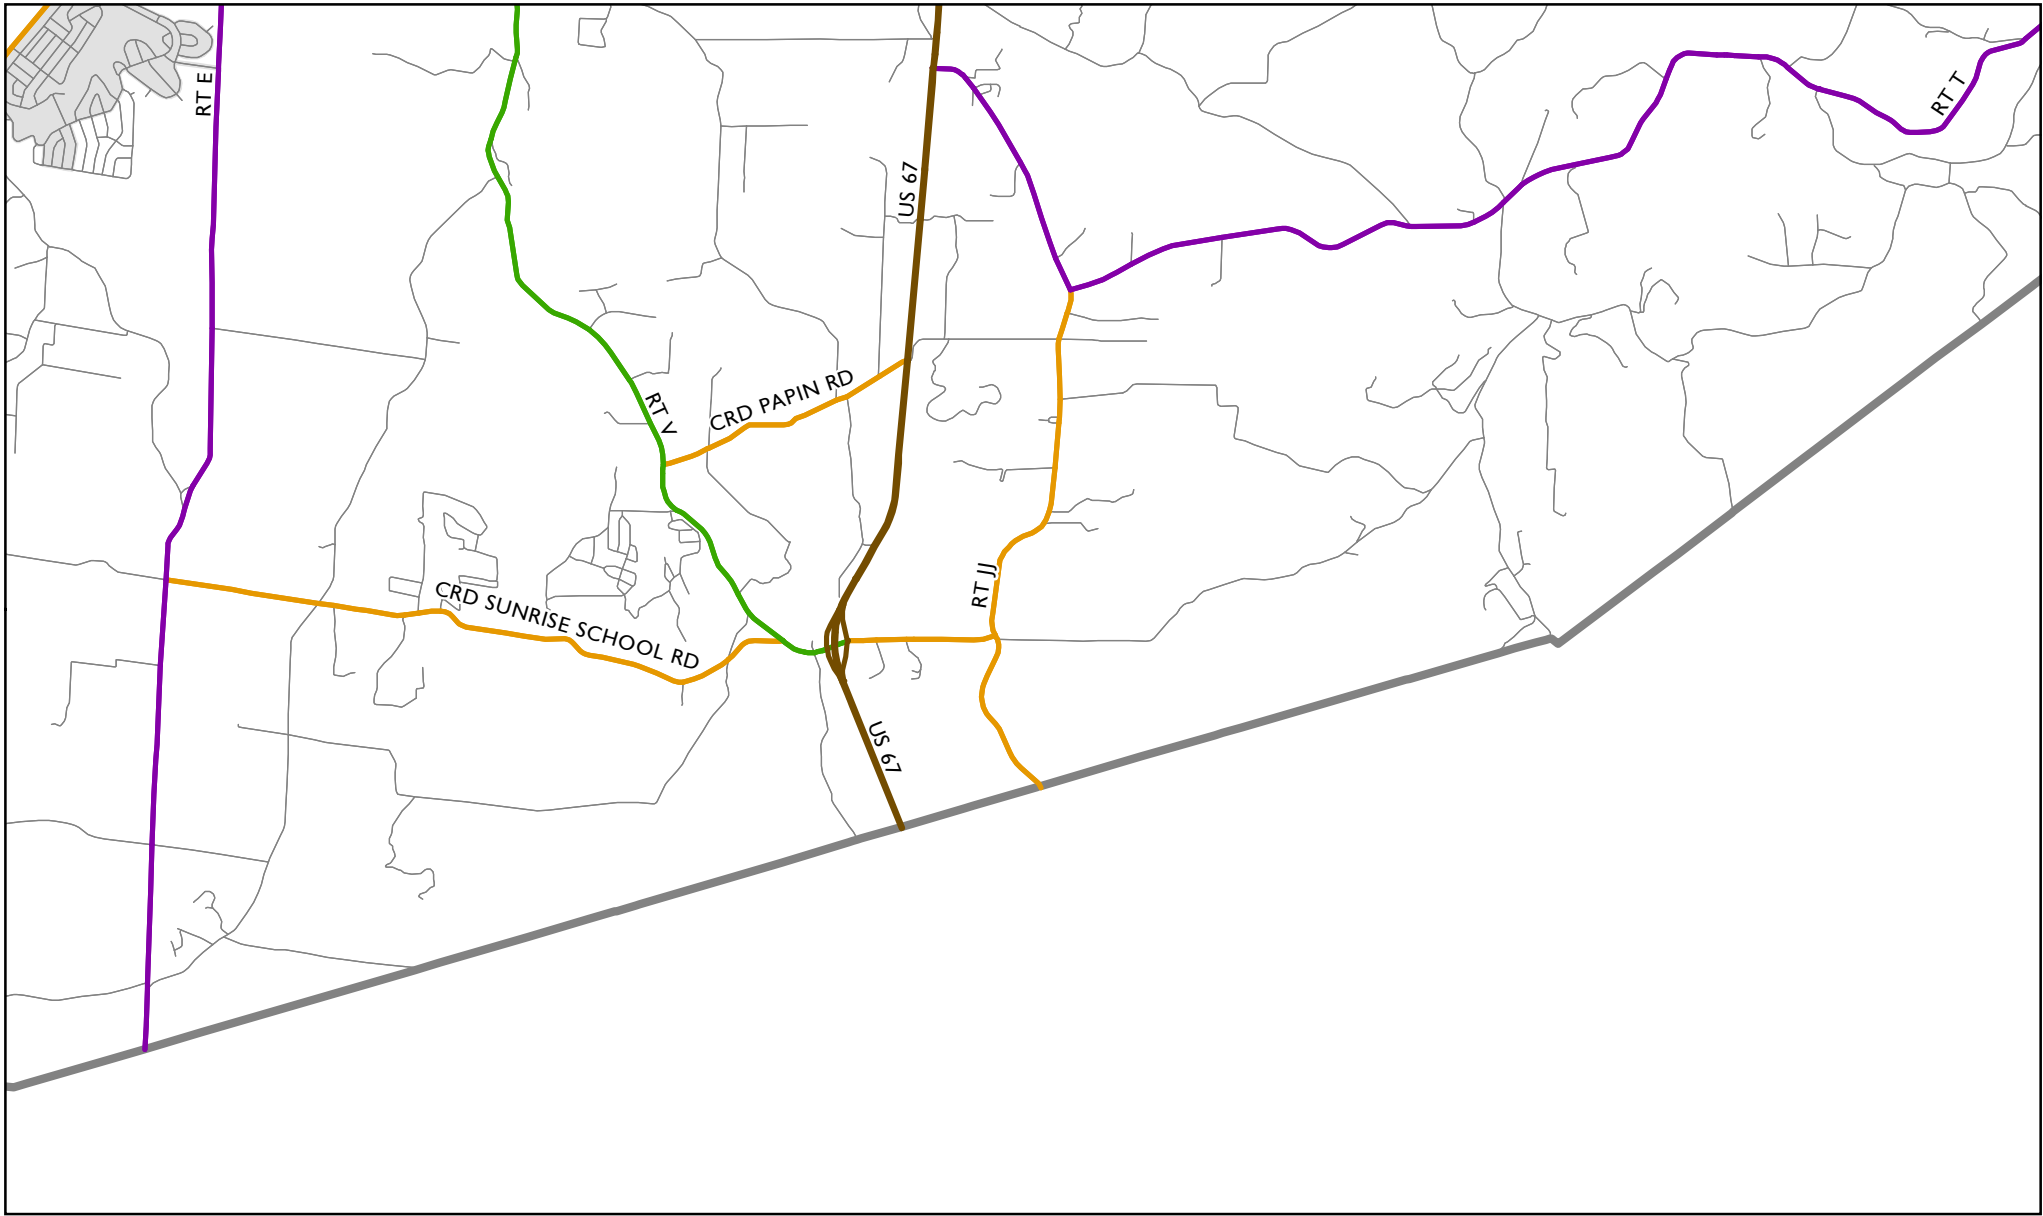 RT E
RT T
US 67
CRD PAPIN RD
RT V
RT JJ
CRD SUNRISE SCHOOL RD
US 67